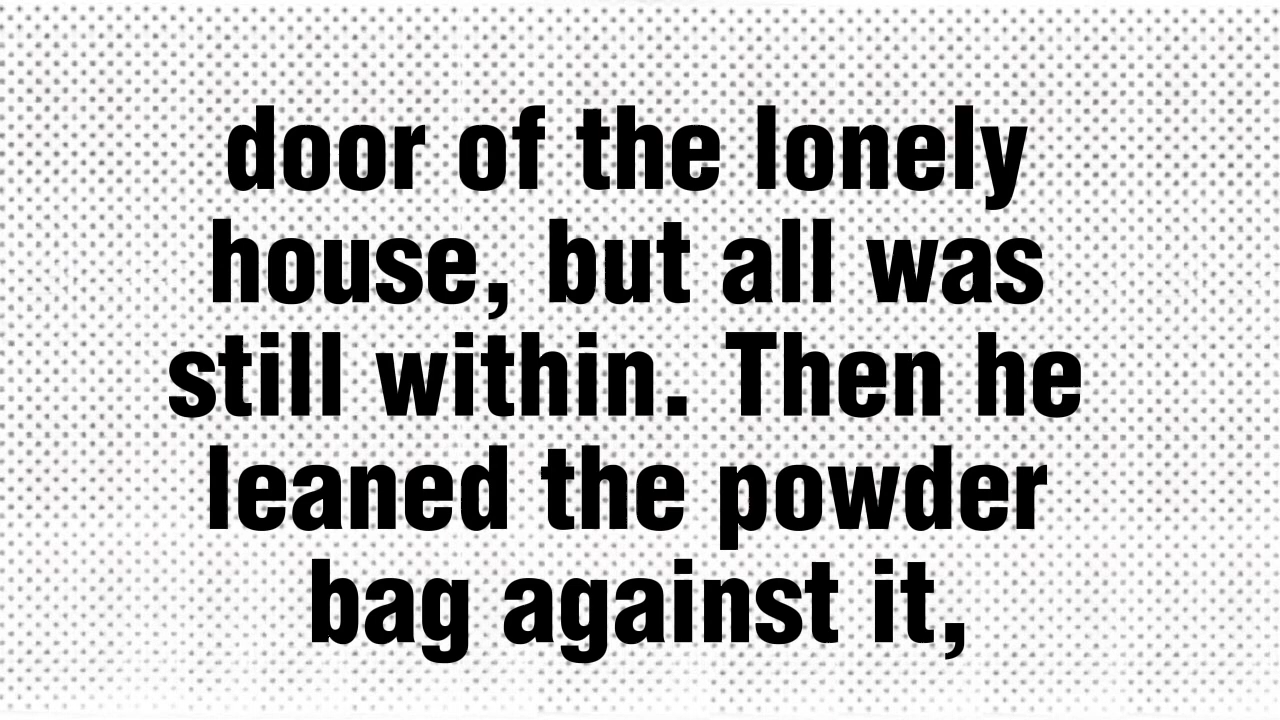 door of the lonely
house, but all was
still within. Then he
leaned the powder
bag against it,